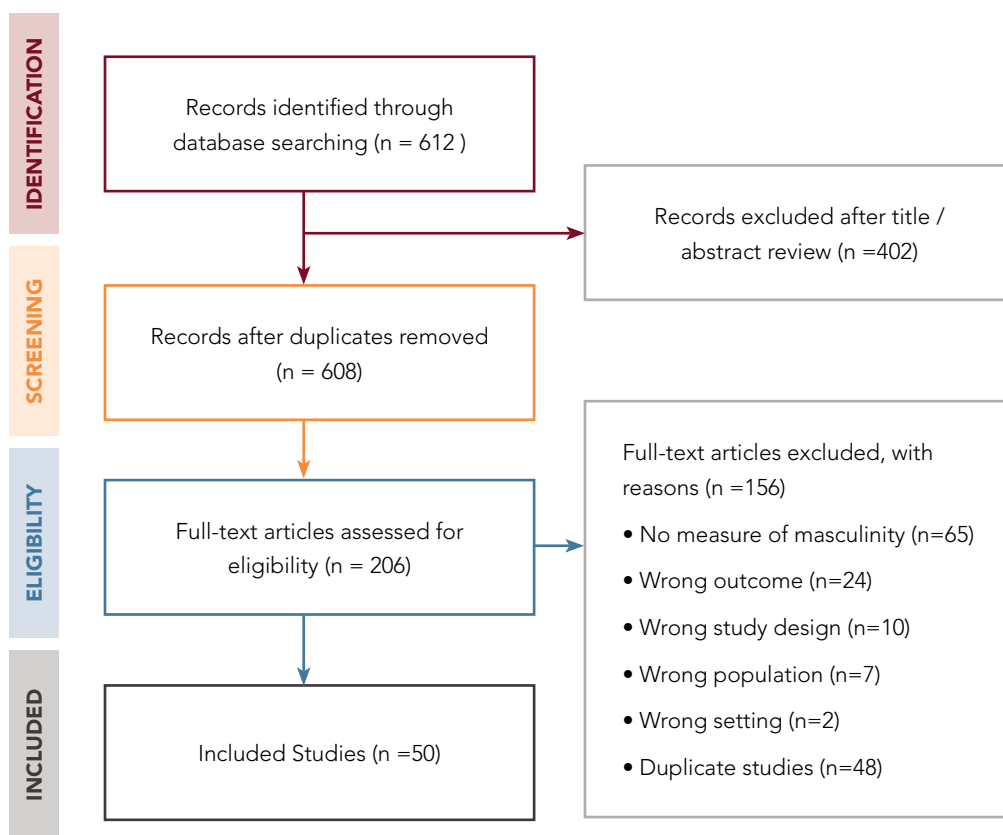 IDENTIFICATION
Records identified through
database searching (n = 612 )
Records excluded after title /
abstract review (n =402)
SCREENING
Records after duplicates removed
(n = 608)
ELIGIBILITY
Full-text articles assessed for
eligibility (n = 206)
Full-text articles excluded, with
reasons (n =156)
• No measure of masculinity (n=65)
• Wrong outcome (n=24)
• Wrong study design (n=10)
• Wrong population (n=7)
• Wrong setting (n=2)
• Duplicate studies (n=48)
INCLUDED
Included Studies (n =50)